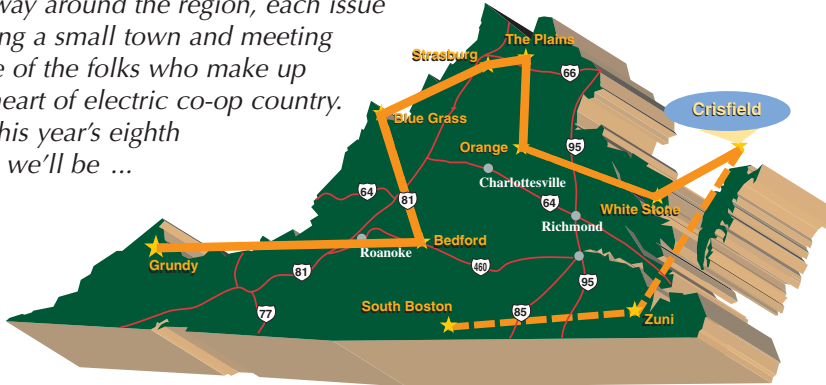 way around the region, each issue
ng a small town and meeting
e of the folks who make up
heart of electric co-op country.
his year's eighth
we'll be ...
The Plains
Strasburg
66
Crisfield
Blue Grass
Orange
95
Charlottesville
64
81
64
White Stone
Richmond
Bedford
Roanoke
Grundy
460
81
95
South Boston
85
77
Zuni